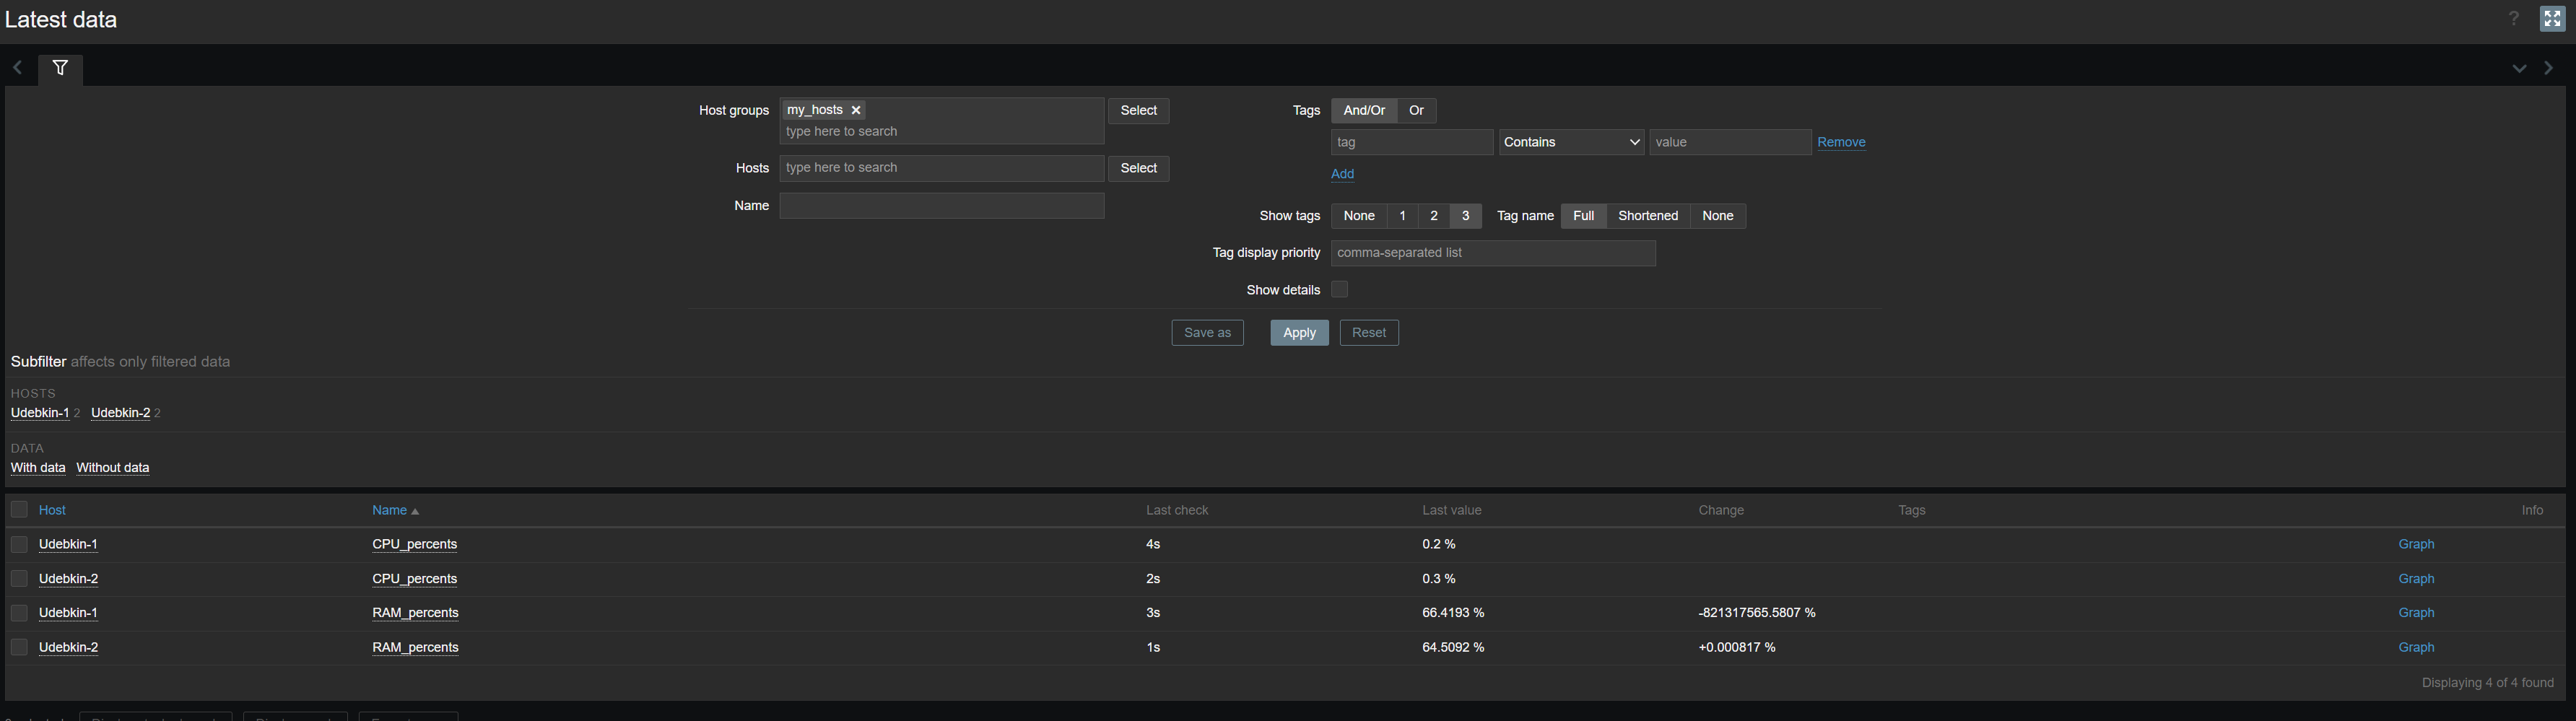 Latest data
?
Host groups my_hosts ✕ Select Tags And/Or Or
type here to search
tag Contains value Remove
Hosts type here to search Select
Add
Name
Show tags None 1 2 3 Tag name Full Shortened None
Tag display priority comma-separated list
Show details
Save as Apply Reset
Subfilter affects only filtered data
HOSTS
Udebkin-1 2 Udebkin-2 2
DATA
With data Without data
Host Name ▲ Last check Last value Change Tags Info
Udebkin-1 CPU_percents 4s 0.2 % Graph
Udebkin-2 CPU_percents 2s 0.3 % Graph
Udebkin-1 RAM_percents 3s 66.4193 % -821317565.5807 % Graph
Udebkin-2 RAM_percents 1s 64.5092 % +0.000817 % Graph
Displaying 4 of 4 found